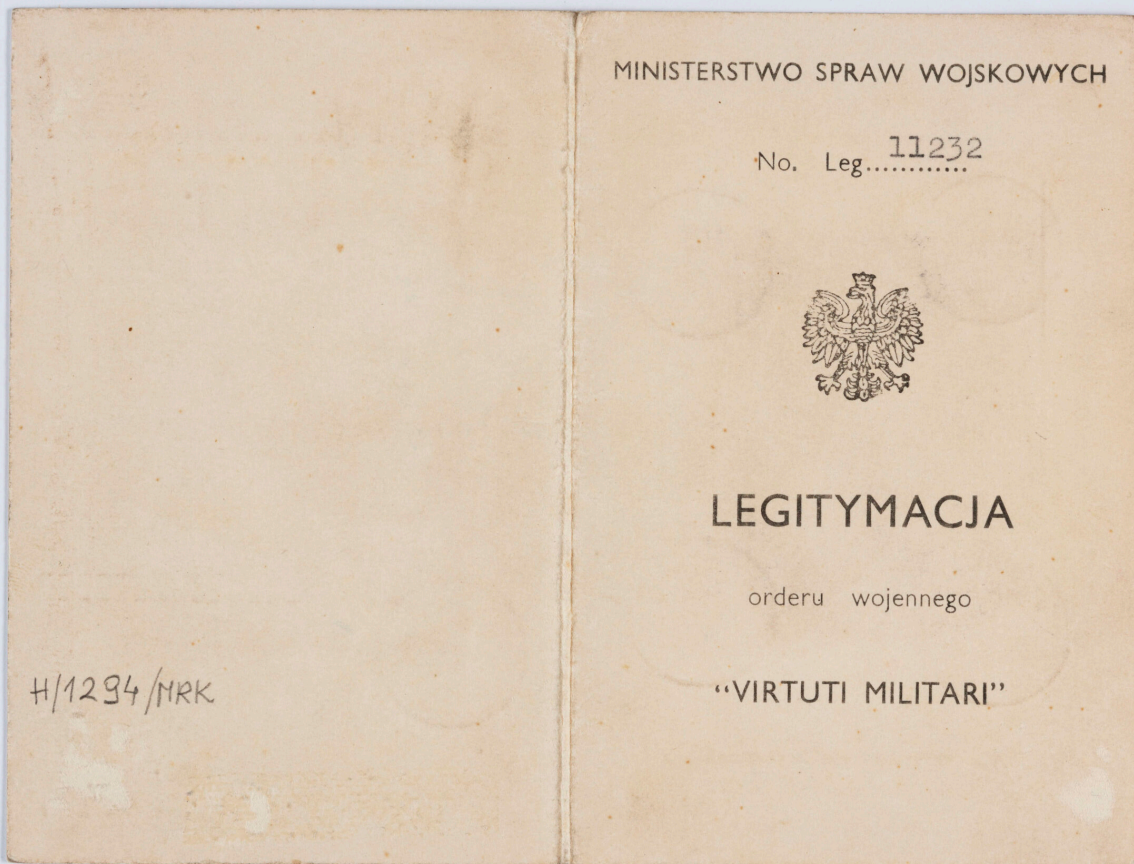 H/1294/MRK
MINISTERSTWO SPRAW WOJSKOWYCH
No. Leg............ 11232
LEGITYMACJA
orderu wojennego
“VIRTUTI MILITARI”